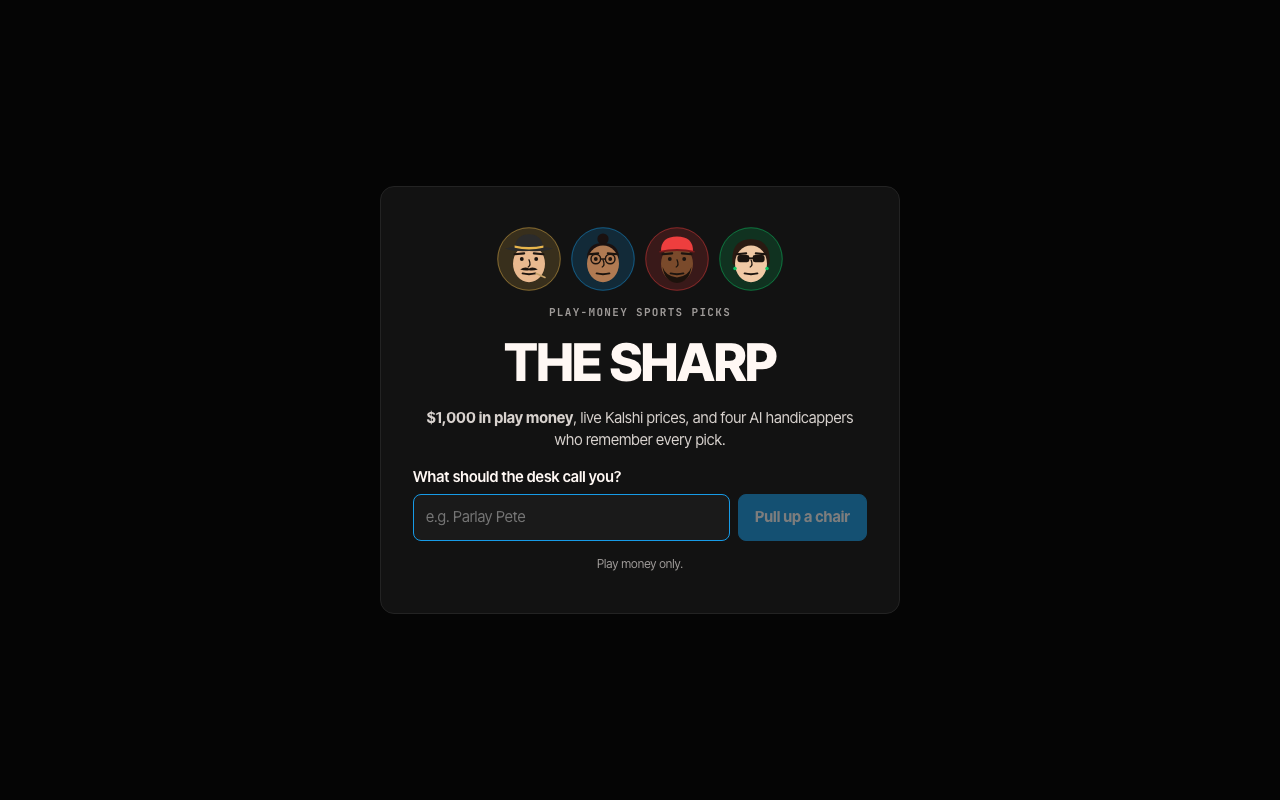 PLAY-MONEY SPORTS PICKS
THE SHARP
$1,000 in play money, live Kalshi prices, and four AI handicappers
who remember every pick.
What should the desk call you?
e.g. Parlay Pete
Pull up a chair
Play money only.